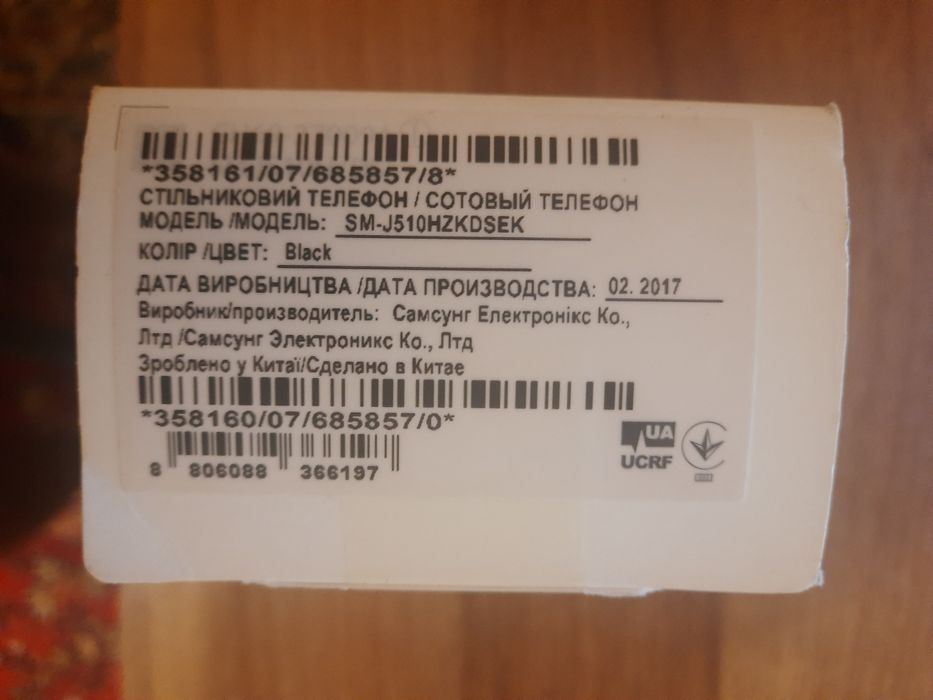 *358161/07/685857/8*
СТІЛЬНИКОВИЙ ТЕЛЕФОН / СОТОВЫЙ ТЕЛЕФОН
МОДЕЛЬ /МОДЕЛЬ: SM-J510HZKDSEK
КОЛІР /ЦВЕТ: Black
ДАТА ВИРОБНИЦТВА /ДАТА ПРОИЗВОДСТВА: 02. 2017
Виробник/производитель: Самсунг Електронікс Ко.,
Лтд /Самсунг Электроникс Ко., Лтд
Зроблено у Китаї/Сделано в Китае
*358160/07/685857/0*
8 806088 366197
UA
UCRF